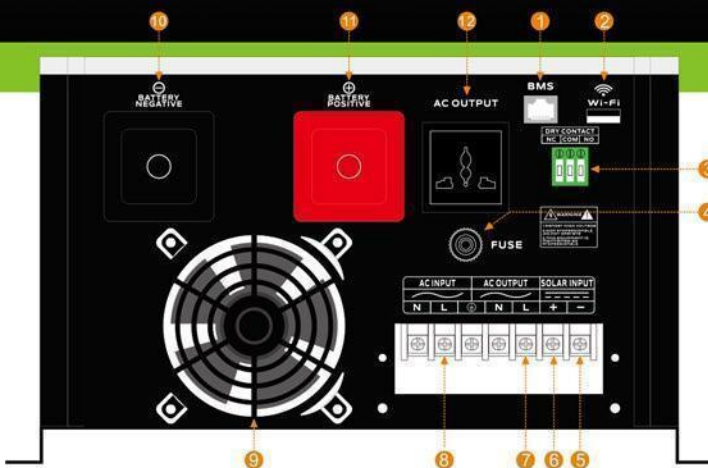 10 11 12 1 2
BATTERY
NEGATIVE
BATTERY
POSITIVE
AC OUTPUT
BMS
Wi-Fi
DRY CONTACT
NC COM NO
3
4
WARNING
FUSE
AC INPUT AC OUTPUT SOLAR INPUT
N L N L + −
9 8 7 6 5